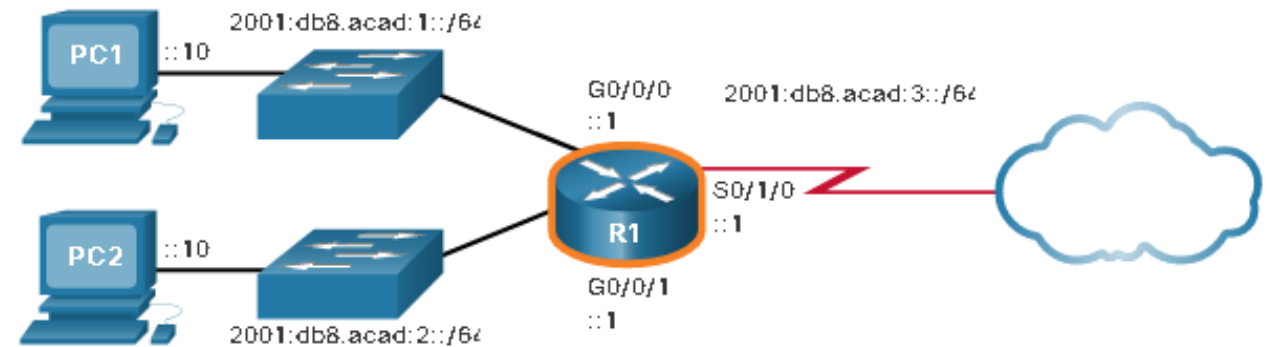 2001:db8.acad:1::/64
PC1
::10
G0/0/0
::1
2001:db8.acad:3::/64
S0/1/0
::1
R1
PC2
::10
G0/0/1
::1
2001:db8.acad:2::/64